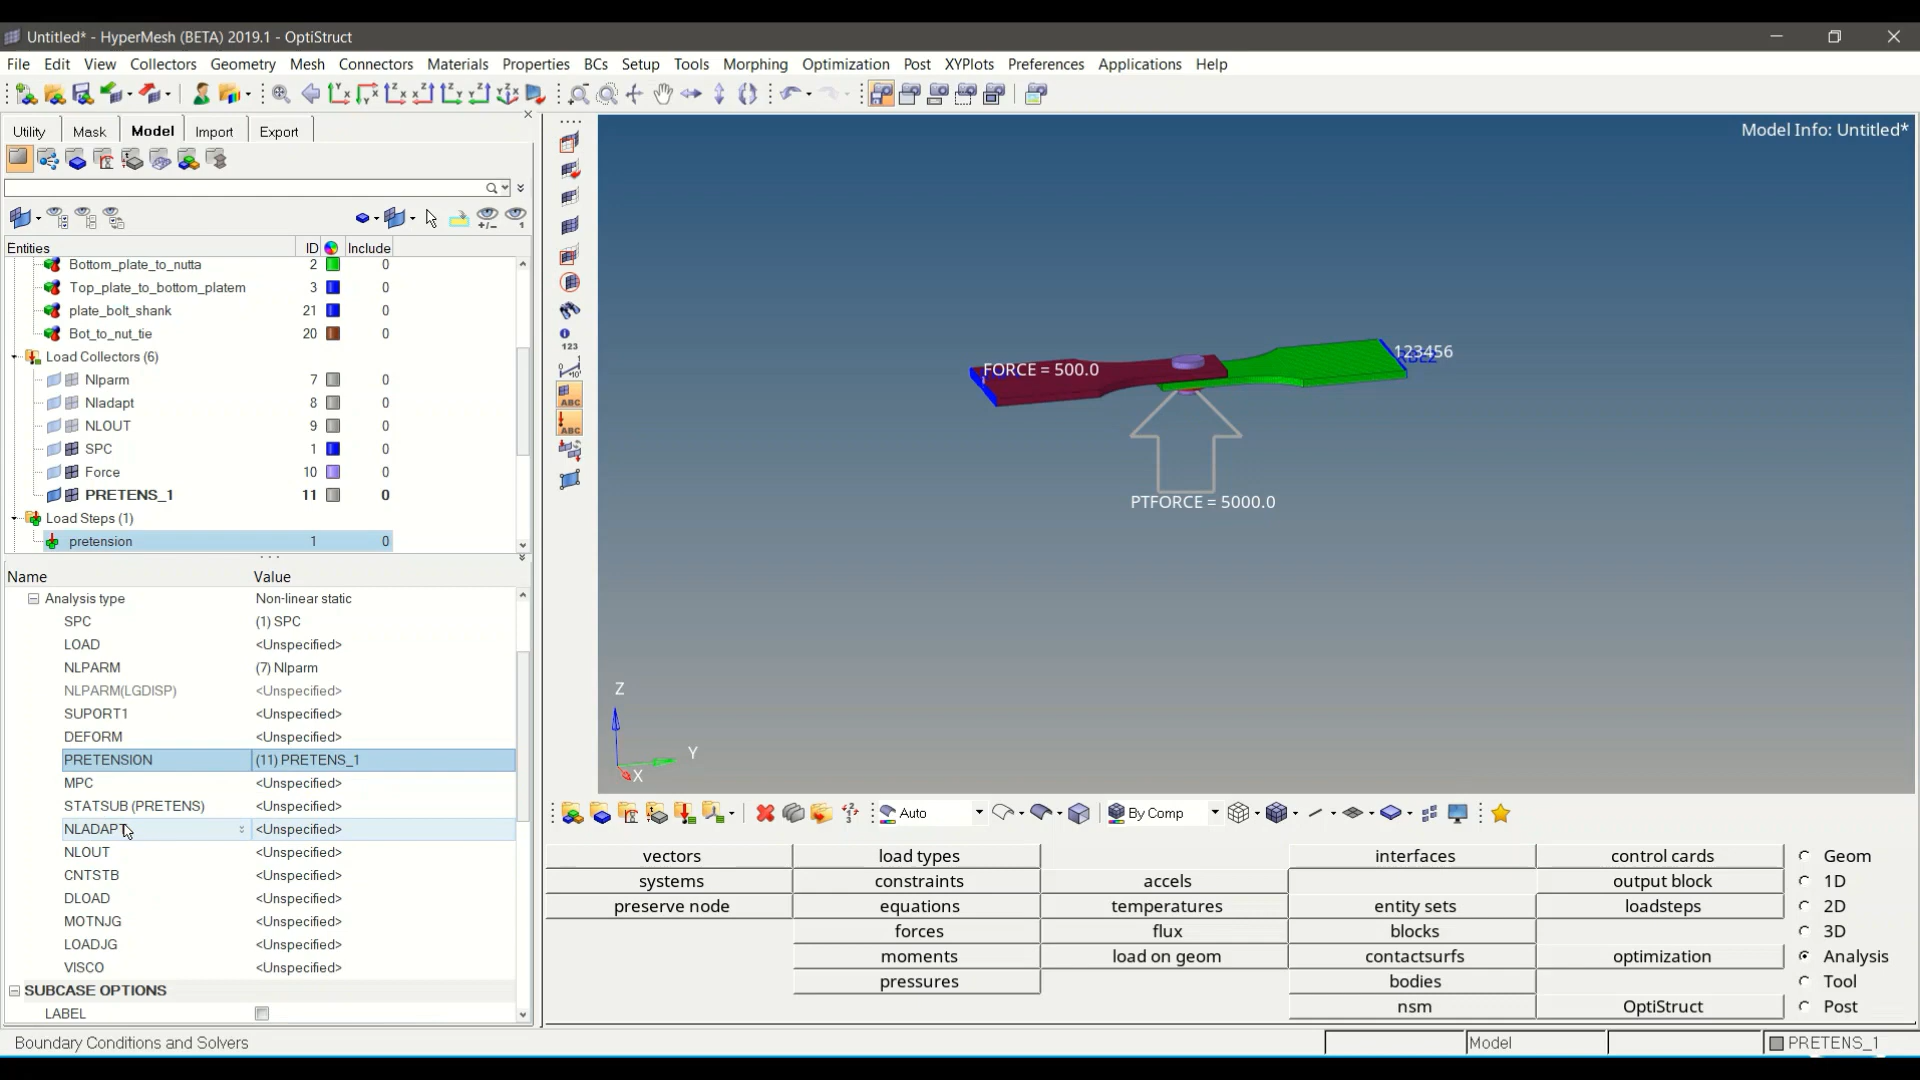 Untitled* - HyperMesh (BETA) 2019.1 - OptiStruct
File Edit View Collectors Geometry Mesh Connectors Materials Properties BCs Setup Tools Morphing Optimization Post XYPlots Preferences Applications Help
Utility Mask Model Import Export
Entities ID Include
Bottom_plate_to_nutta 2 0
Top_plate_to_bottom_platem 3 0
plate_bolt_shank 21 0
Bot_to_nut_tie 20 0
Load Collectors (6)
Nlparm 7 0
Nladapt 8 0
NLOUT 9 0
SPC 1 0
Force 10 0
PRETENS_1 11 0
Load Steps (1)
pretension 1 0
Name Value
Analysis type Non-linear static
SPC (1) SPC
LOAD <Unspecified>
NLPARM (7) Nlparm
NLPARM(LGDISP) <Unspecified>
SUPORT1 <Unspecified>
DEFORM <Unspecified>
PRETENSION (11) PRETENS_1
MPC <Unspecified>
STATSUB (PRETENS) <Unspecified>
NLADAPT <Unspecified>
NLOUT <Unspecified>
CNTSTB <Unspecified>
DLOAD <Unspecified>
MOTNJG <Unspecified>
LOADJG <Unspecified>
VISCO <Unspecified>
SUBCASE OPTIONS
LABEL
Boundary Conditions and Solvers
123
ABC
ABC
Model Info: Untitled*
FORCE = 500.0
123456
PTFORCE = 5000.0
Z
Y
X
Auto By Comp
vectors load types interfaces control cards Geom
systems constraints accels output block 1D
preserve node equations temperatures entity sets loadsteps 2D
forces flux blocks 3D
moments load on geom contactsurfs optimization Analysis
pressures bodies Tool
nsm OptiStruct Post
Model PRETENS_1